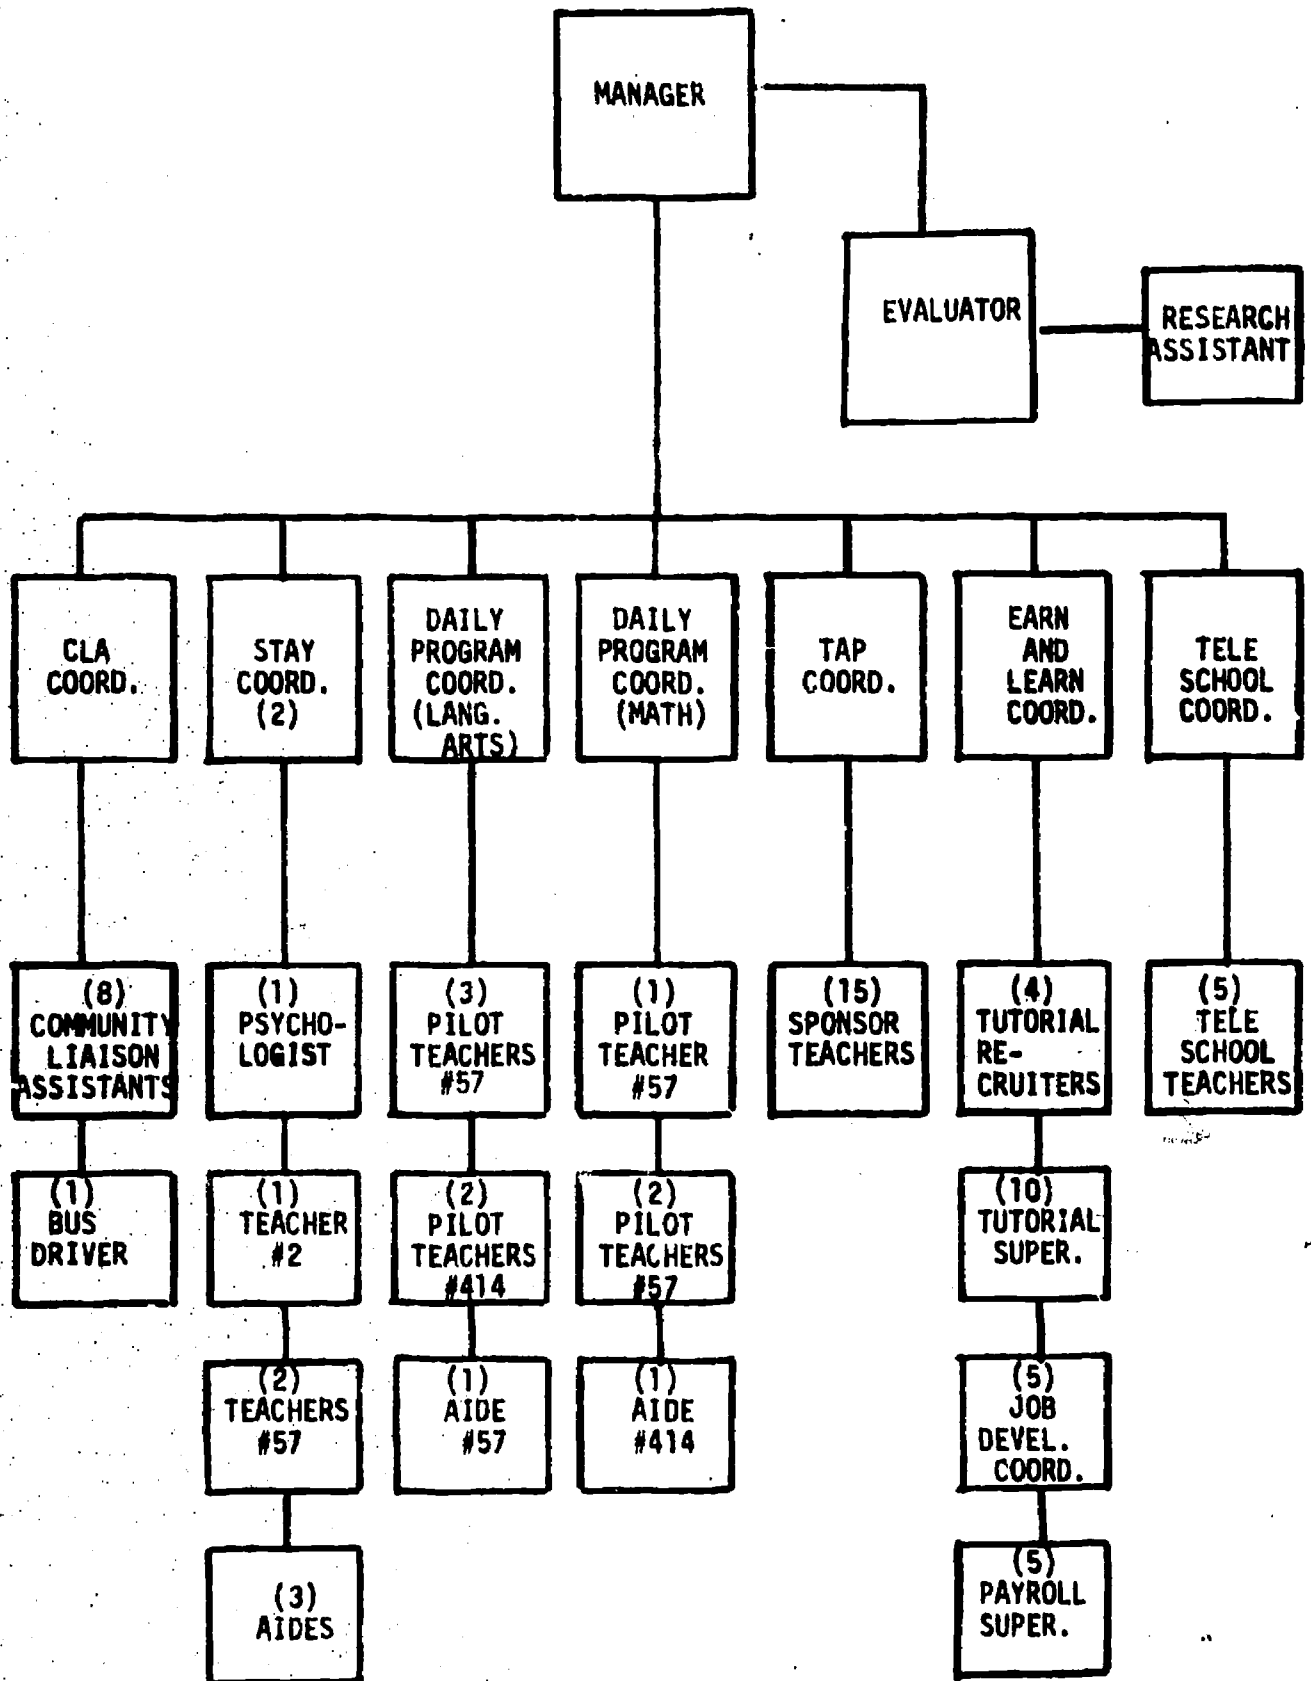 MANAGER
EVALUATOR
RESEARCH
ASSISTANT
CLA
COORD.
STAY
COORD.
(2)
DAILY
PROGRAM
COORD.
(LANG.
ARTS)
DAILY
PROGRAM
COORD.
(MATH)
TAP
COORD.
EARN
AND
LEARN
COORD.
TELE
SCHOOL
COORD.
(8)
COMMUNITY
LIAISON
ASSISTANTS
(1)
PSYCHO-
LOGIST
(3)
PILOT
TEACHERS
#57
(1)
PILOT
TEACHER
#57
(15)
SPONSOR
TEACHERS
(4)
TUTORIAL
RE-
CRUITERS
(5)
TELE
SCHOOL
TEACHERS
(1)
BUS
DRIVER
(1)
TEACHER
#2
(2)
PILOT
TEACHERS
#414
(2)
PILOT
TEACHERS
#57
(10)
TUTORIAL
SUPER.
(2)
TEACHERS
#57
(1)
AIDE
#57
(1)
AIDE
#414
(5)
JOB
DEVEL.
COORD.
(3)
AIDES
(5)
PAYROLL
SUPER.